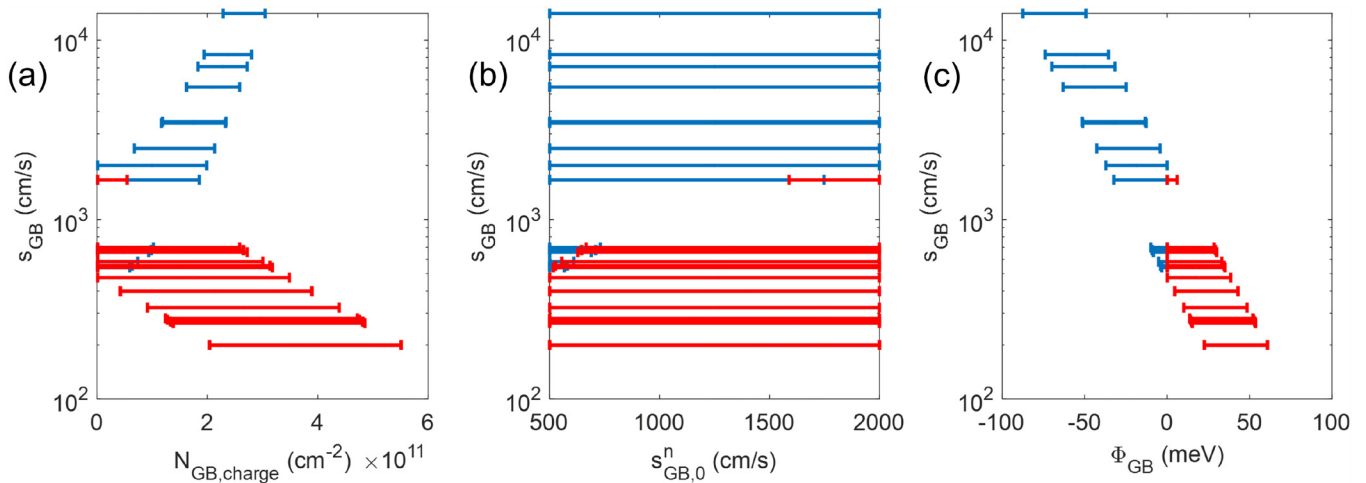 (a)
10^4
10^3
10^2
s_GB (cm/s)
0 2 4 6
N_GB,charge (cm^-2) ×10^11
(b)
10^4
10^3
10^2
s_GB (cm/s)
500 1000 1500 2000
s^n_GB,0 (cm/s)
(c)
10^4
10^3
10^2
s_GB (cm/s)
-100 -50 0 50 100
Φ_GB (meV)